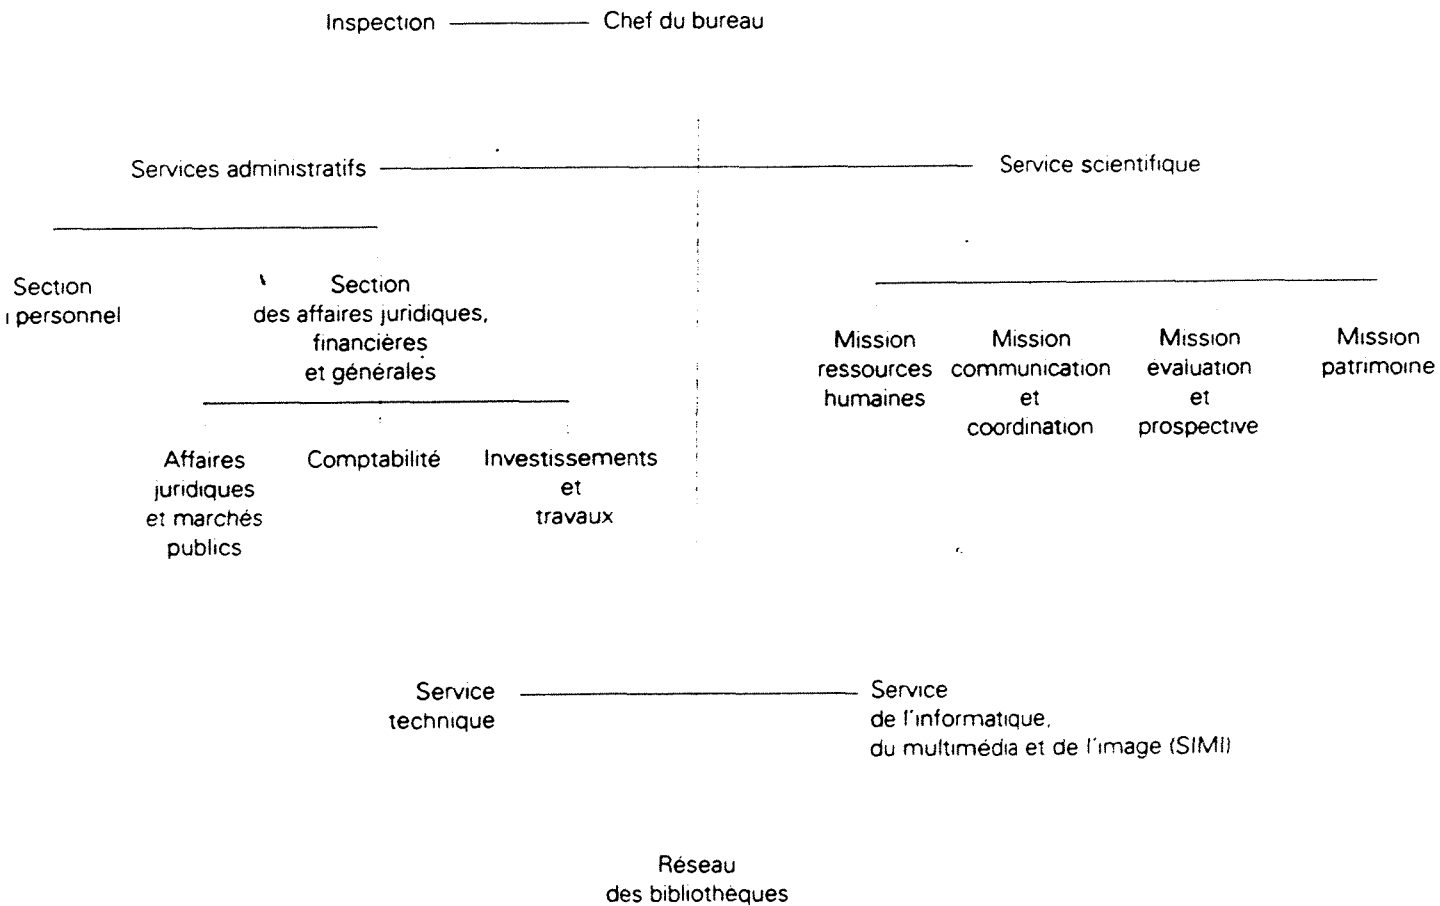 Inspection
Chef du bureau
Services administratifs
Service scientifique
Section
personnel
Section
des affaires juridiques,
financières
et générales
Mission
ressources
humaines
Mission
communication
et
coordination
Mission
évaluation
et
prospective
Mission
patrimoine
Affaires
juridiques
et marchés
publics
Comptabilité
Investissements
et
travaux
Service
technique
Service
de l'informatique,
du multimédia et de l'image (SIMI)
Réseau
des bibliothèques